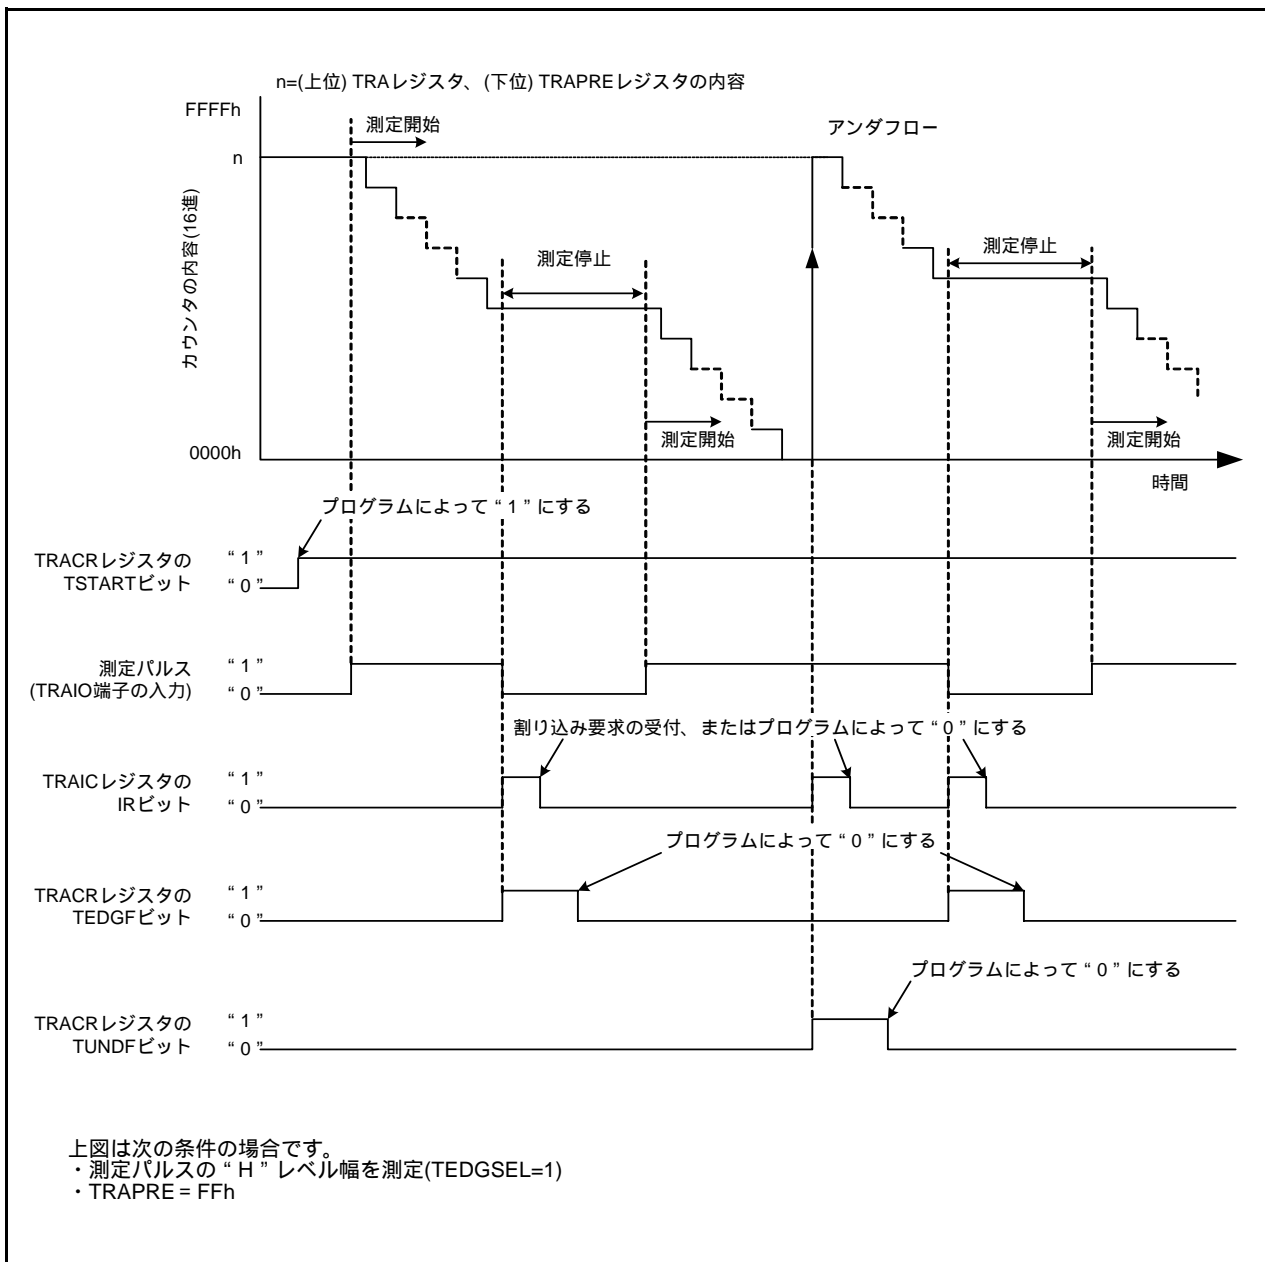 n=(上位) TRAレジスタ、(下位) TRAPREレジスタの内容
FFFFh
測定開始
アンダフロー
n
カウンタの内容(16進)
測定停止
測定停止
測定開始
測定開始
0000h
時間
プログラムによって“ 1 ” にする
TRACRレジスタの
TSTARTビット
“ 1 ”
“ 0 ”
測定パルス
(TRAIO端子の入力)
“ 1 ”
“ 0 ”
割り込み要求の受付、またはプログラムによって“ 0 ” にする
TRAICレジスタの
IRビット
“ 1 ”
“ 0 ”
プログラムによって“ 0 ” にする
TRACRレジスタの
TEDGFビット
“ 1 ”
“ 0 ”
プログラムによって“ 0 ” にする
TRACRレジスタの
TUNDFビット
“ 1 ”
“ 0 ”
上図は次の条件の場合です。
・測定パルスの“ H ” レベル幅を測定(TEDGSEL=1)
・TRAPRE = FFh